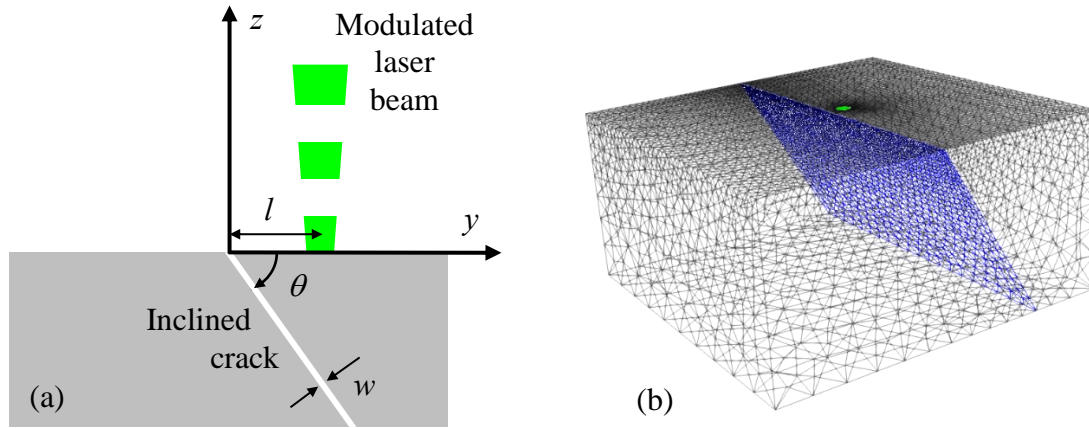 z
Modulated
laser
beam
l
y
θ
Inclined
crack
w
(a)
(b)